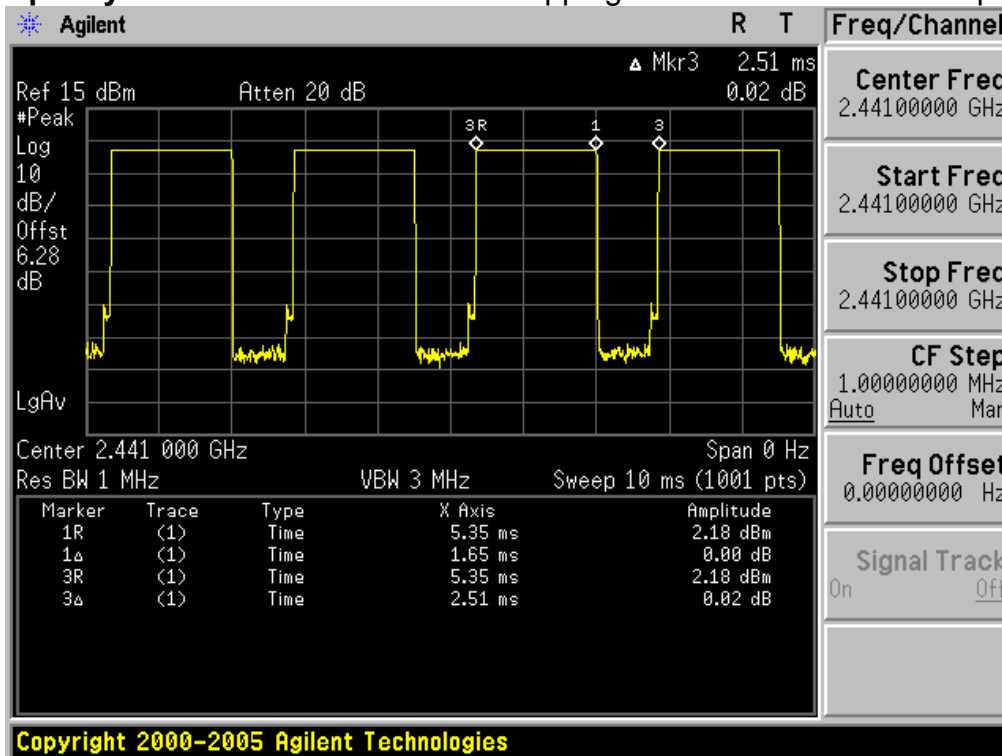 Agilent R T Freq/Channel
▵ Mkr3 2.51 ms
Ref 15 dBm Atten 20 dB 0.02 dB
#Peak
Log
10
dB/
Offst
6.28
dB
LgAv
3R 1 3
Center 2.441 000 GHz Span 0 Hz
Res BW 1 MHz VBW 3 MHz Sweep 10 ms (1001 pts)
Marker Trace Type X Axis Amplitude
1R (1) Time 5.35 ms 2.18 dBm
1▵ (1) Time 1.65 ms 0.00 dB
3R (1) Time 5.35 ms 2.18 dBm
3▵ (1) Time 2.51 ms 0.02 dB
Center Freq
2.44100000 GHz
Start Freq
2.44100000 GHz
Stop Freq
2.44100000 GHz
CF Step
1.00000000 MHz
Auto Man
Freq Offset
0.00000000 Hz
Signal Track
On Off
Copyright 2000-2005 Agilent Technologies